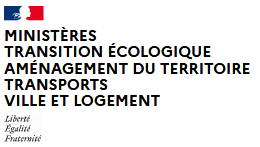 MINISTÈRES
TRANSITION ÉCOLOGIQUE
AMÉNAGEMENT DU TERRITOIRE
TRANSPORTS
VILLE ET LOGEMENT
Liberté
Égalité
Fraternité